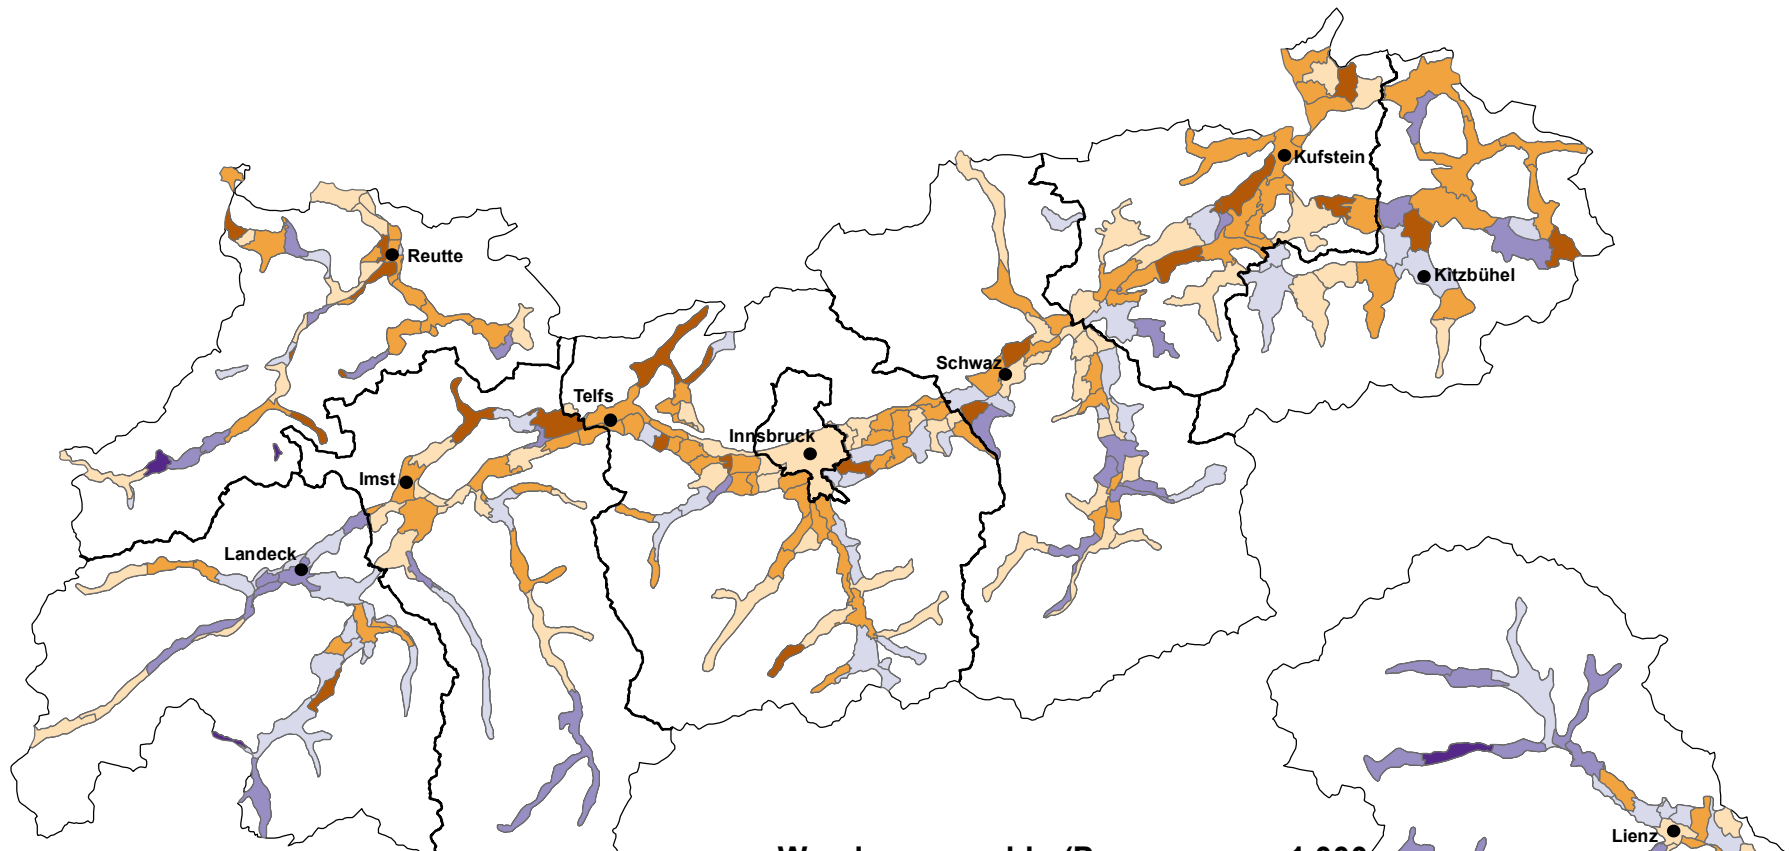 Kufstein
Reutte
Kitzbühel
Schwaz
Telfs
Innsbruck
Imst
Landeck
Lienz